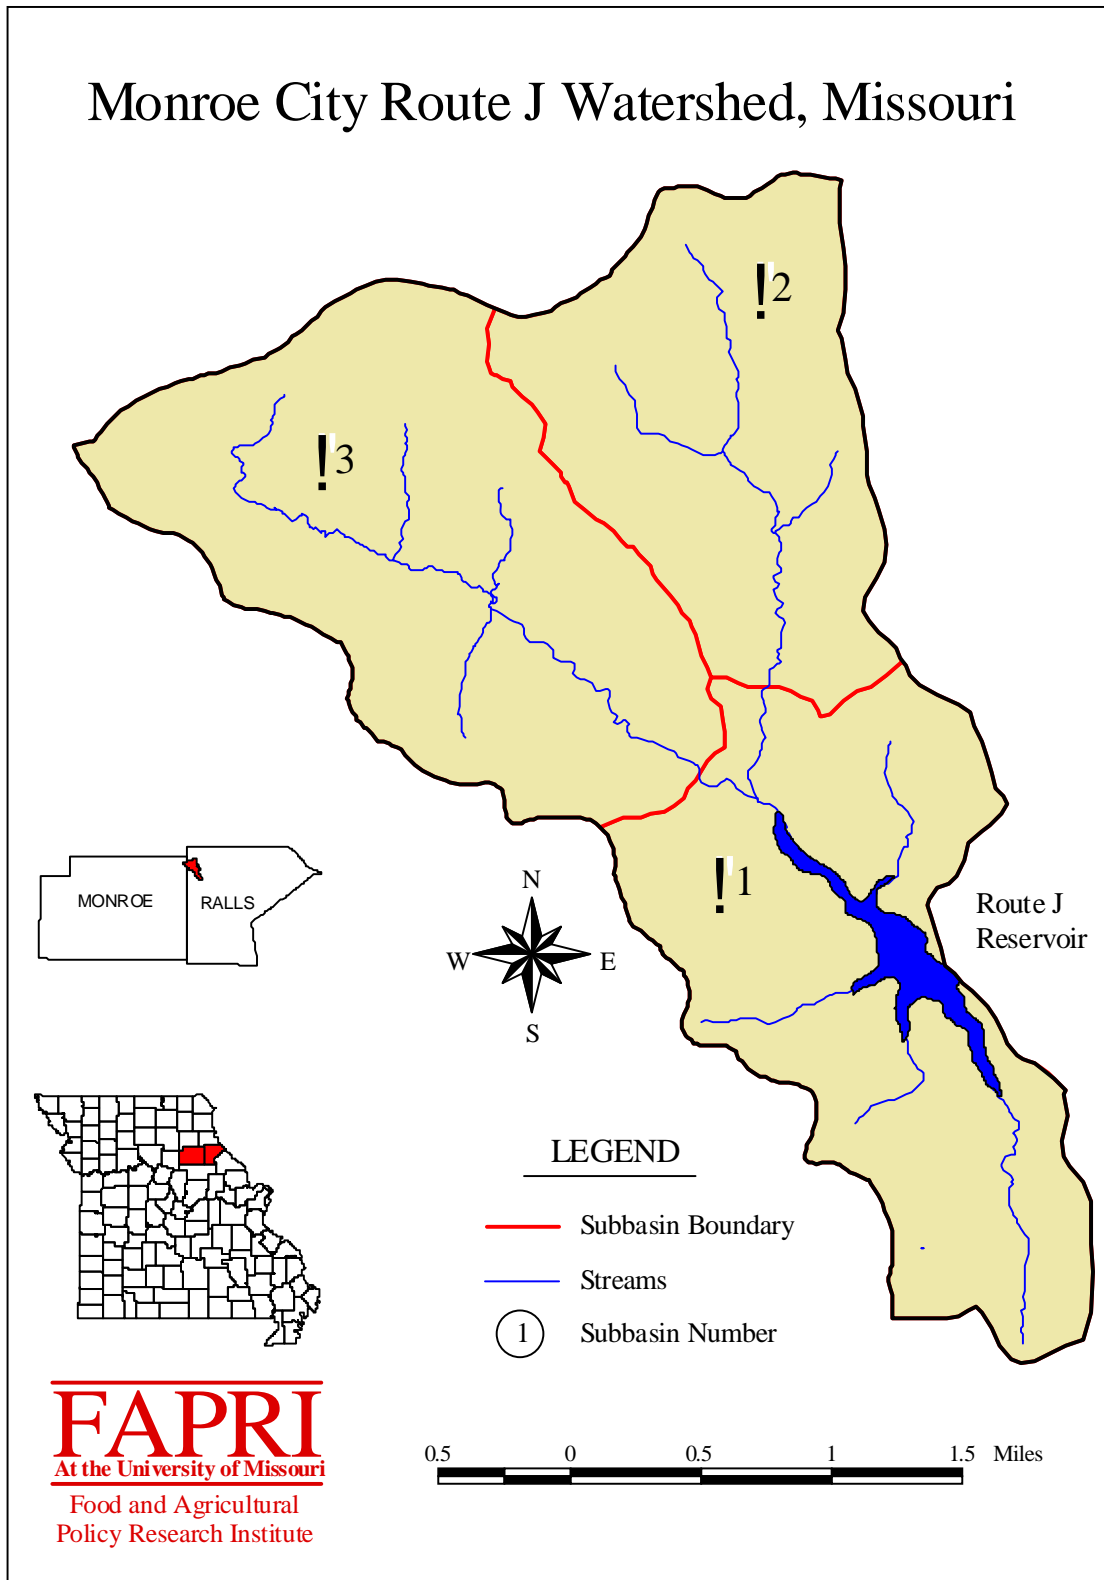 Monroe City Route J Watershed, Missouri
!2
!3
!1
MONROE
RALLS
N
W
E
S
Route J
Reservoir
LEGEND
Subbasin Boundary
Streams
1
Subbasin Number
FAPRI
At the University of Missouri
Food and Agricultural
Policy Research Institute
0.5 0 0.5 1 1.5 Miles